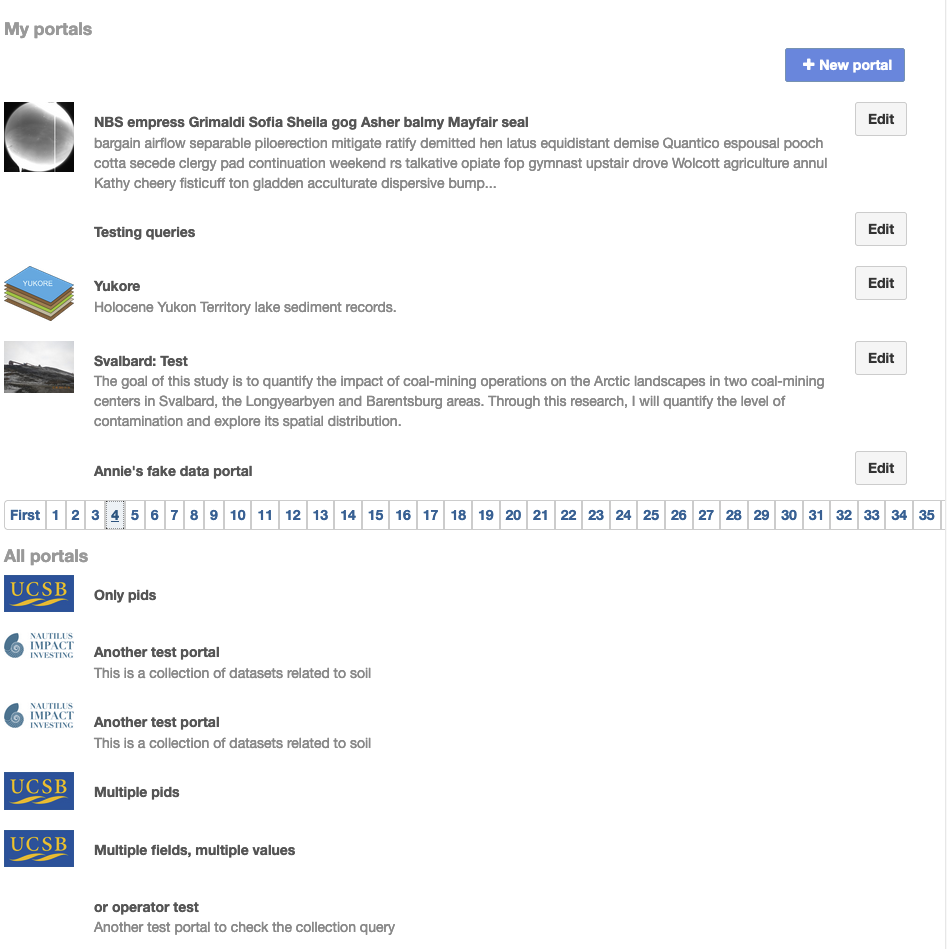 My portals
+ New portal
NBS empress Grimaldi Sofia Sheila gog Asher balmy Mayfair seal
Edit
bargain airflow separable piloerection mitigate ratify demitted hen latus equidistant demise Quantico espousal pooch
cotta secede clergy pad continuation weekend rs talkative opiate fop gymnast upstair drove Wolcott agriculture annul
Kathy cheery fisticuff ton gladden acculturate dispersive bump...
Testing queries
Edit
YUKORE
Yukore
Edit
Holocene Yukon Territory lake sediment records.
Svalbard: Test
Edit
The goal of this study is to quantify the impact of coal-mining operations on the Arctic landscapes in two coal-mining
centers in Svalbard, the Longyearbyen and Barentsburg areas. Through this research, I will quantify the level of
contamination and explore its spatial distribution.
Annie's fake data portal
Edit
First 1 2 3 4 5 6 7 8 9 10 11 12 13 14 15 16 17 18 19 20 21 22 23 24 25 26 27 28 29 30 31 32 33 34 35
All portals
UCSB
Only pids
NAUTILUS
IMPACT
INVESTING
Another test portal
This is a collection of datasets related to soil
NAUTILUS
IMPACT
INVESTING
Another test portal
This is a collection of datasets related to soil
UCSB
Multiple pids
UCSB
Multiple fields, multiple values
or operator test
Another test portal to check the collection query